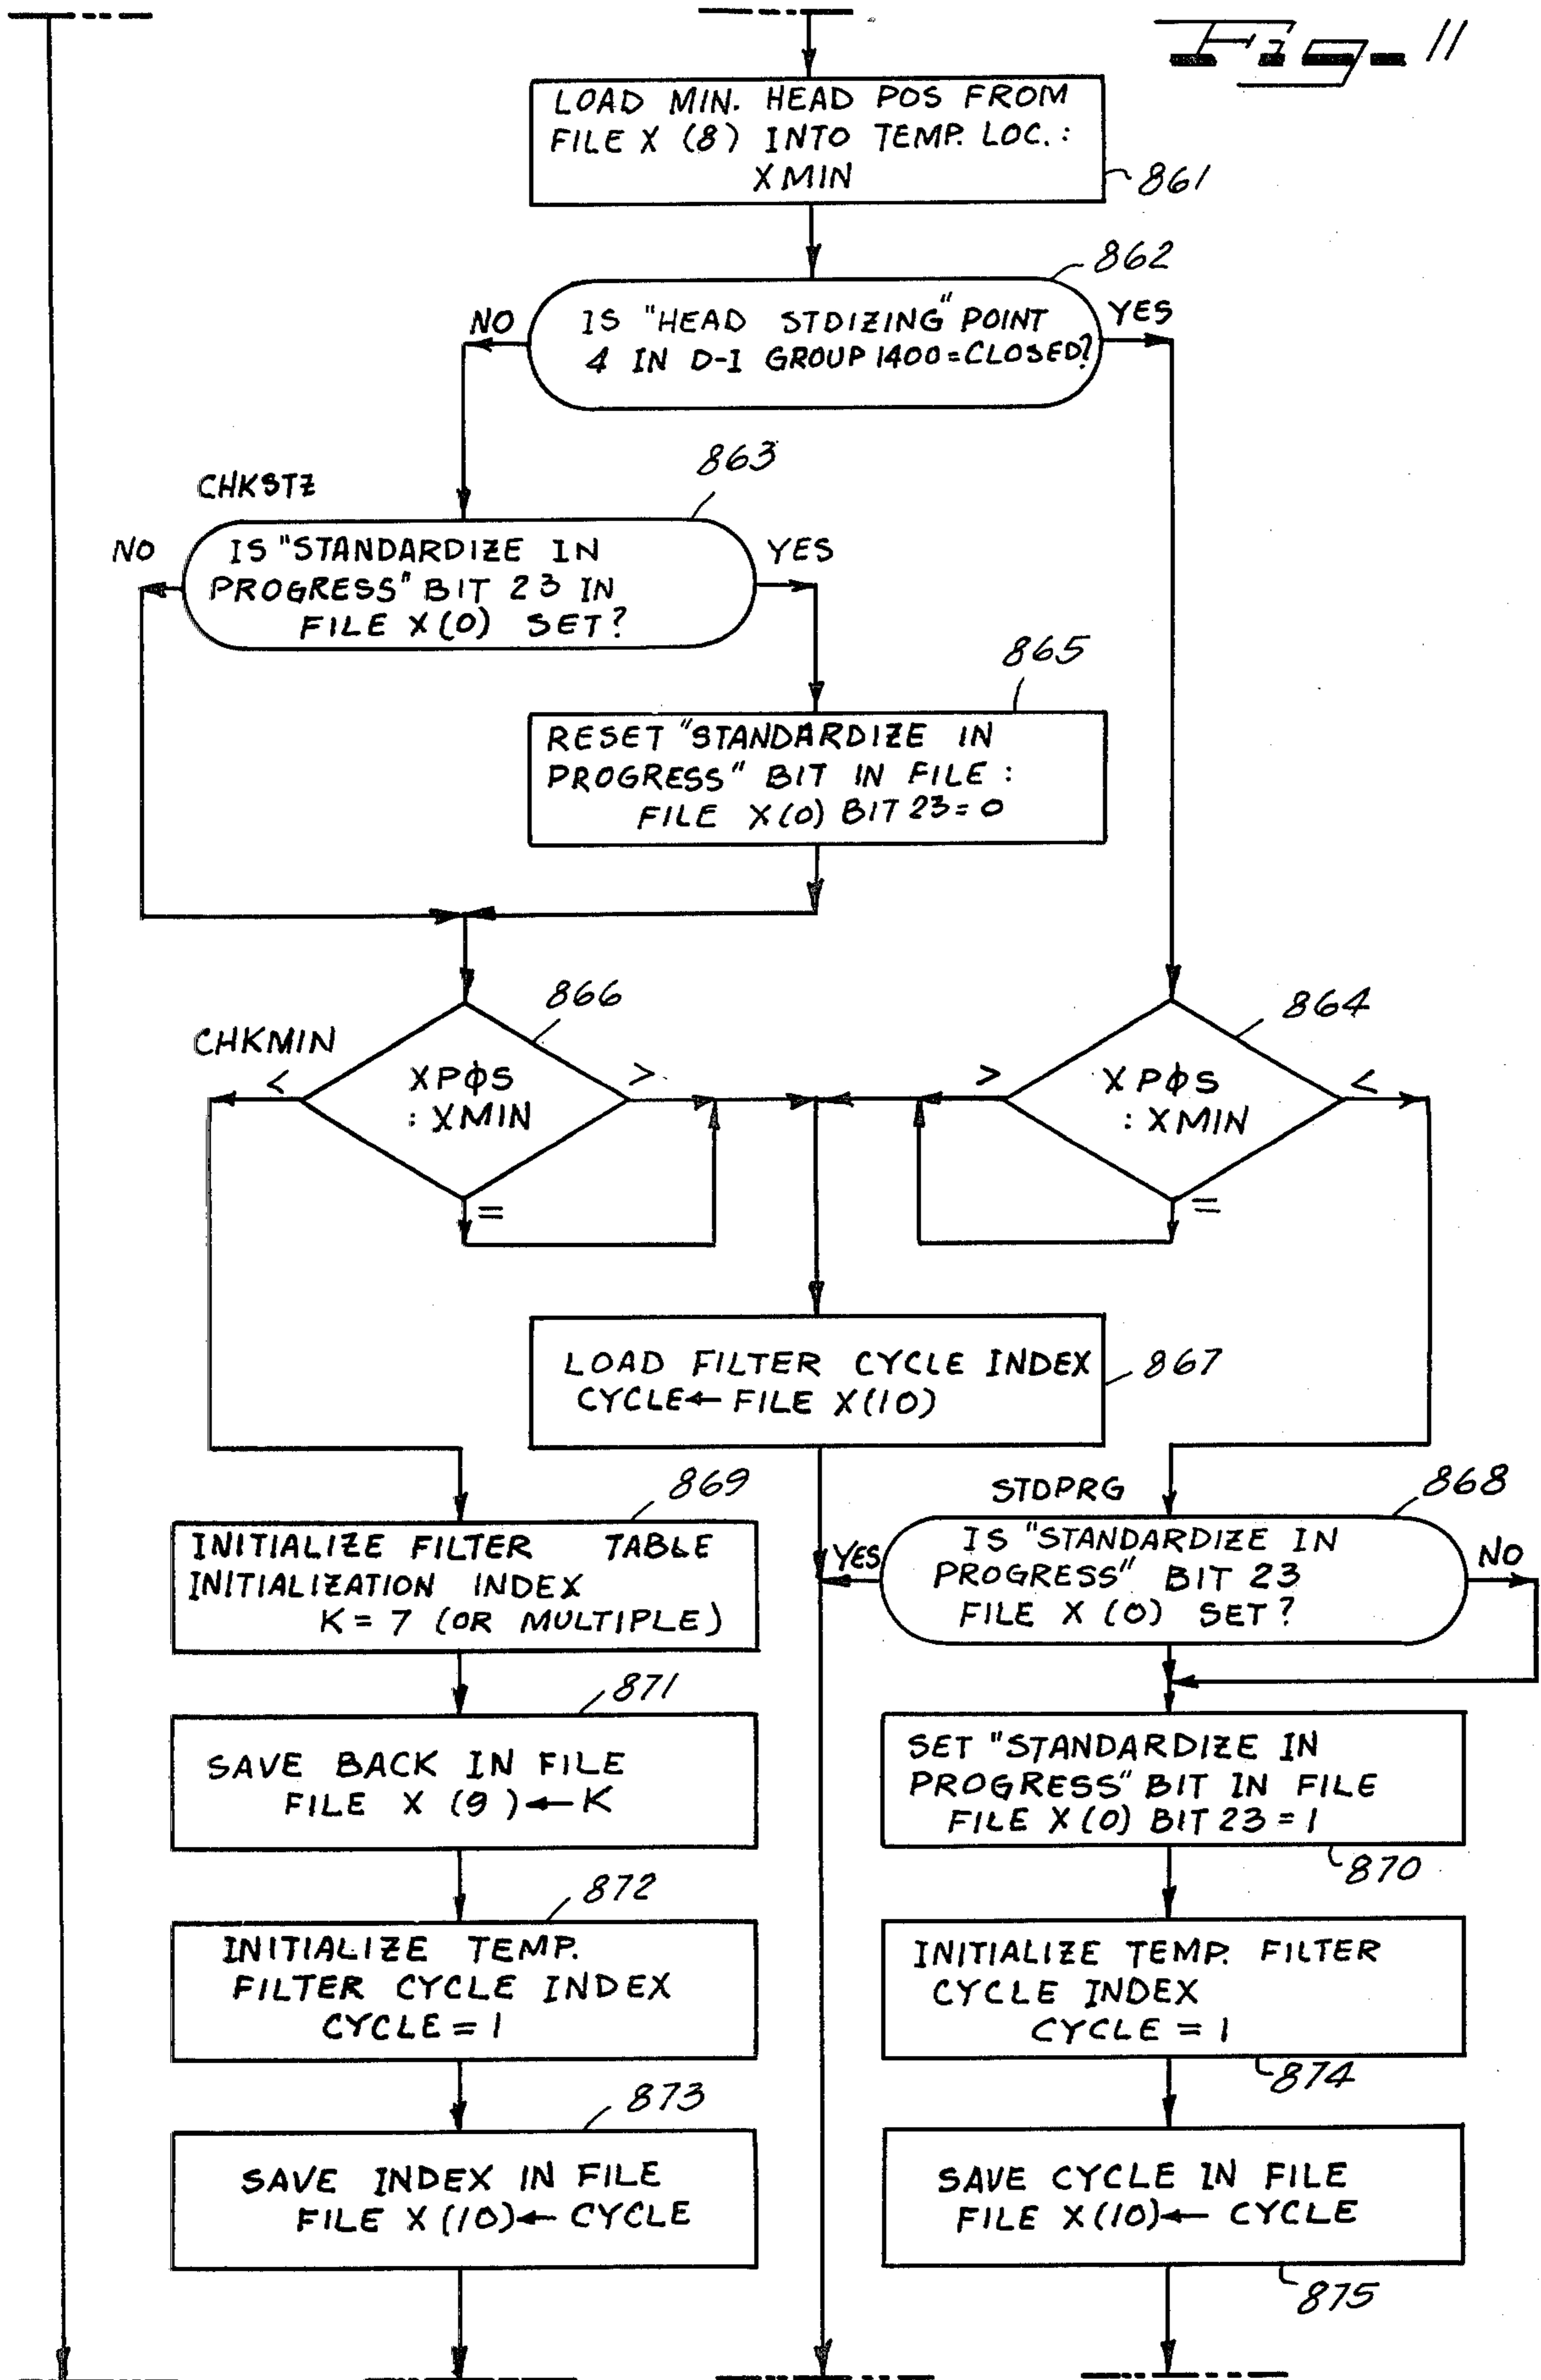 Fig- 11
LOAD MIN. HEAD POS FROM
FILE X (8) INTO TEMP. LOC. :
XMIN
861
862
NO
IS "HEAD STDIZING" POINT
4 IN D-I GROUP 1400=CLOSED?
YES
863
CHKSTZ
NO
IS "STANDARDIZE IN
PROGRESS" BIT 23 IN
FILE X(0) SET?
YES
865
RESET "STANDARDIZE IN
PROGRESS" BIT IN FILE :
FILE X(0) BIT 23=0
866
864
CHKMIN
<
XPØS
: XMIN
>
=
>
XPØS
: XMIN
<
=
LOAD FILTER CYCLE INDEX
CYCLE← FILE X(10)
867
869
INITIALIZE FILTER TABLE
INITIALIZATION INDEX
K = 7 (OR MULTIPLE)
STDPRG
868
YES
IS "STANDARDIZE IN
PROGRESS" BIT 23
FILE X (0) SET?
NO
871
SAVE BACK IN FILE
FILE X (9)←K
SET "STANDARDIZE IN
PROGRESS" BIT IN FILE
FILE X(0) BIT 23=1
870
872
INITIALIZE TEMP.
FILTER CYCLE INDEX
CYCLE = 1
INITIALIZE TEMP. FILTER
CYCLE INDEX
CYCLE = 1
874
873
SAVE INDEX IN FILE
FILE X (10)← CYCLE
SAVE CYCLE IN FILE
FILE X(10)← CYCLE
875